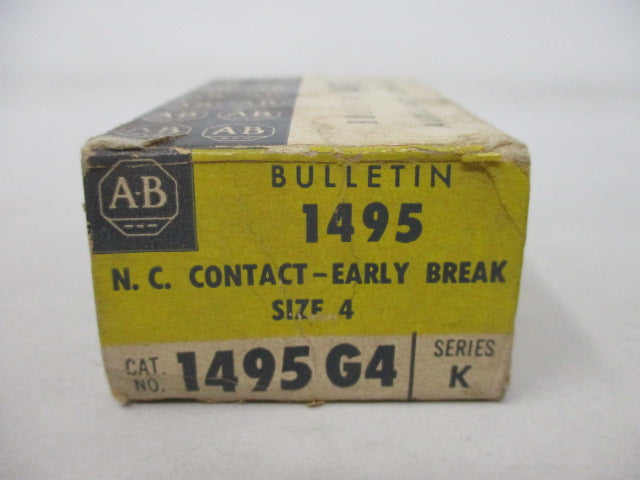 A-B A-B
A-B
A-B
BULLETIN
1495
N. C. CONTACT-EARLY BREAK
SIZE 4
CAT. NO. 1495 G4
SERIES K